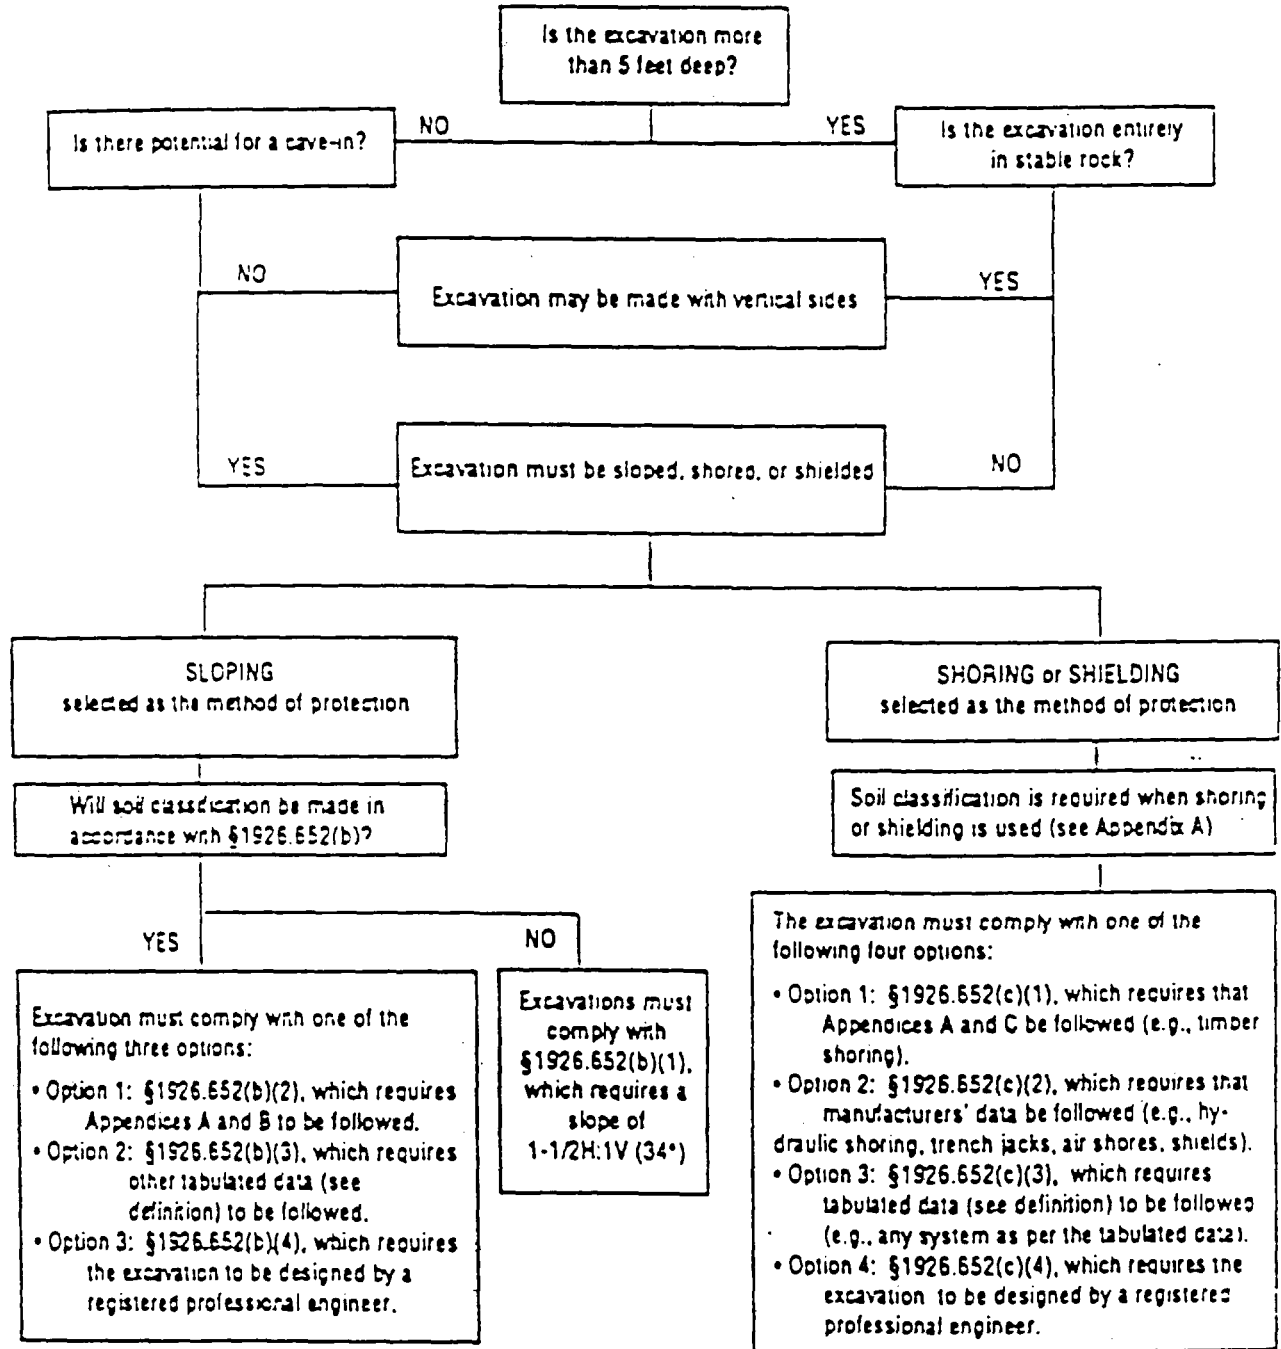 Is the excavation more
than 5 feet deep?
NO
YES
Is there potential for a cave-in?
Is the excavation entirely
in stable rock?
NO
YES
Excavation may be made with vertical sides
YES
NO
Excavation must be sloped, shored, or shielded
SLOPING
selected as the method of protection
SHORING or SHIELDING
selected as the method of protection
Will soil classification be made in
accordance with §1926.652(b)?
Soil classification is required when shoring
or shielding is used (see Appendix A)
YES
NO
Excavation must comply with one of the
following three options:
• Option 1: §1926.652(b)(2), which requires
Appendices A and B to be followed.
• Option 2: §1926.652(b)(3), which requires
other tabulated data (see
definition) to be followed.
• Option 3: §1926.652(b)(4), which requires
the excavation to be designed by a
registered professional engineer.
Excavations must
comply with
§1926.652(b)(1),
which requires a
slope of
1-1/2H:1V (34°)
The excavation must comply with one of the
following four options:
• Option 1: §1926.652(c)(1), which requires that
Appendices A and C be followed (e.g., timber
shoring).
• Option 2: §1926.652(c)(2), which requires that
manufacturers' data be followed (e.g., hy-
draulic shoring, trench jacks, air shores, shields).
• Option 3: §1926.652(c)(3), which requires
tabulated data (see definition) to be followed
(e.g., any system as per the tabulated data).
• Option 4: §1926.652(c)(4), which requires the
excavation to be designed by a registered
professional engineer.